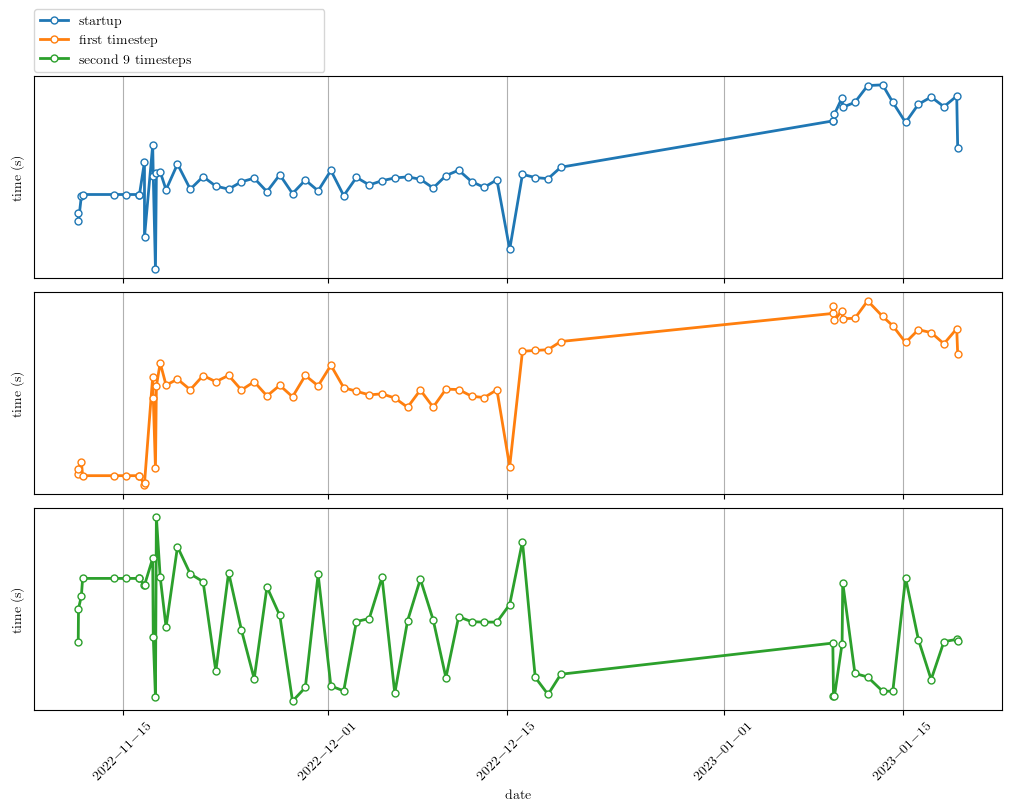 startup
first timestep
second 9 timesteps
time (s)
time (s)
time (s)
2022−11−15
2022−12−01
2022−12−15
2023−01−01
2023−01−15
date